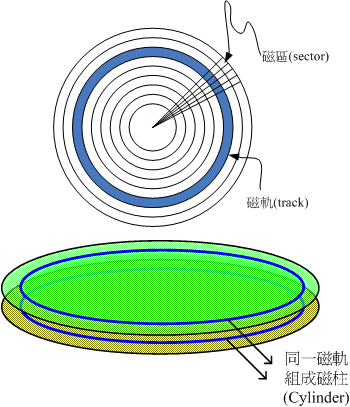 磁區(sector)
磁軌(track)
同一磁軌
組成磁柱
(Cylinder)